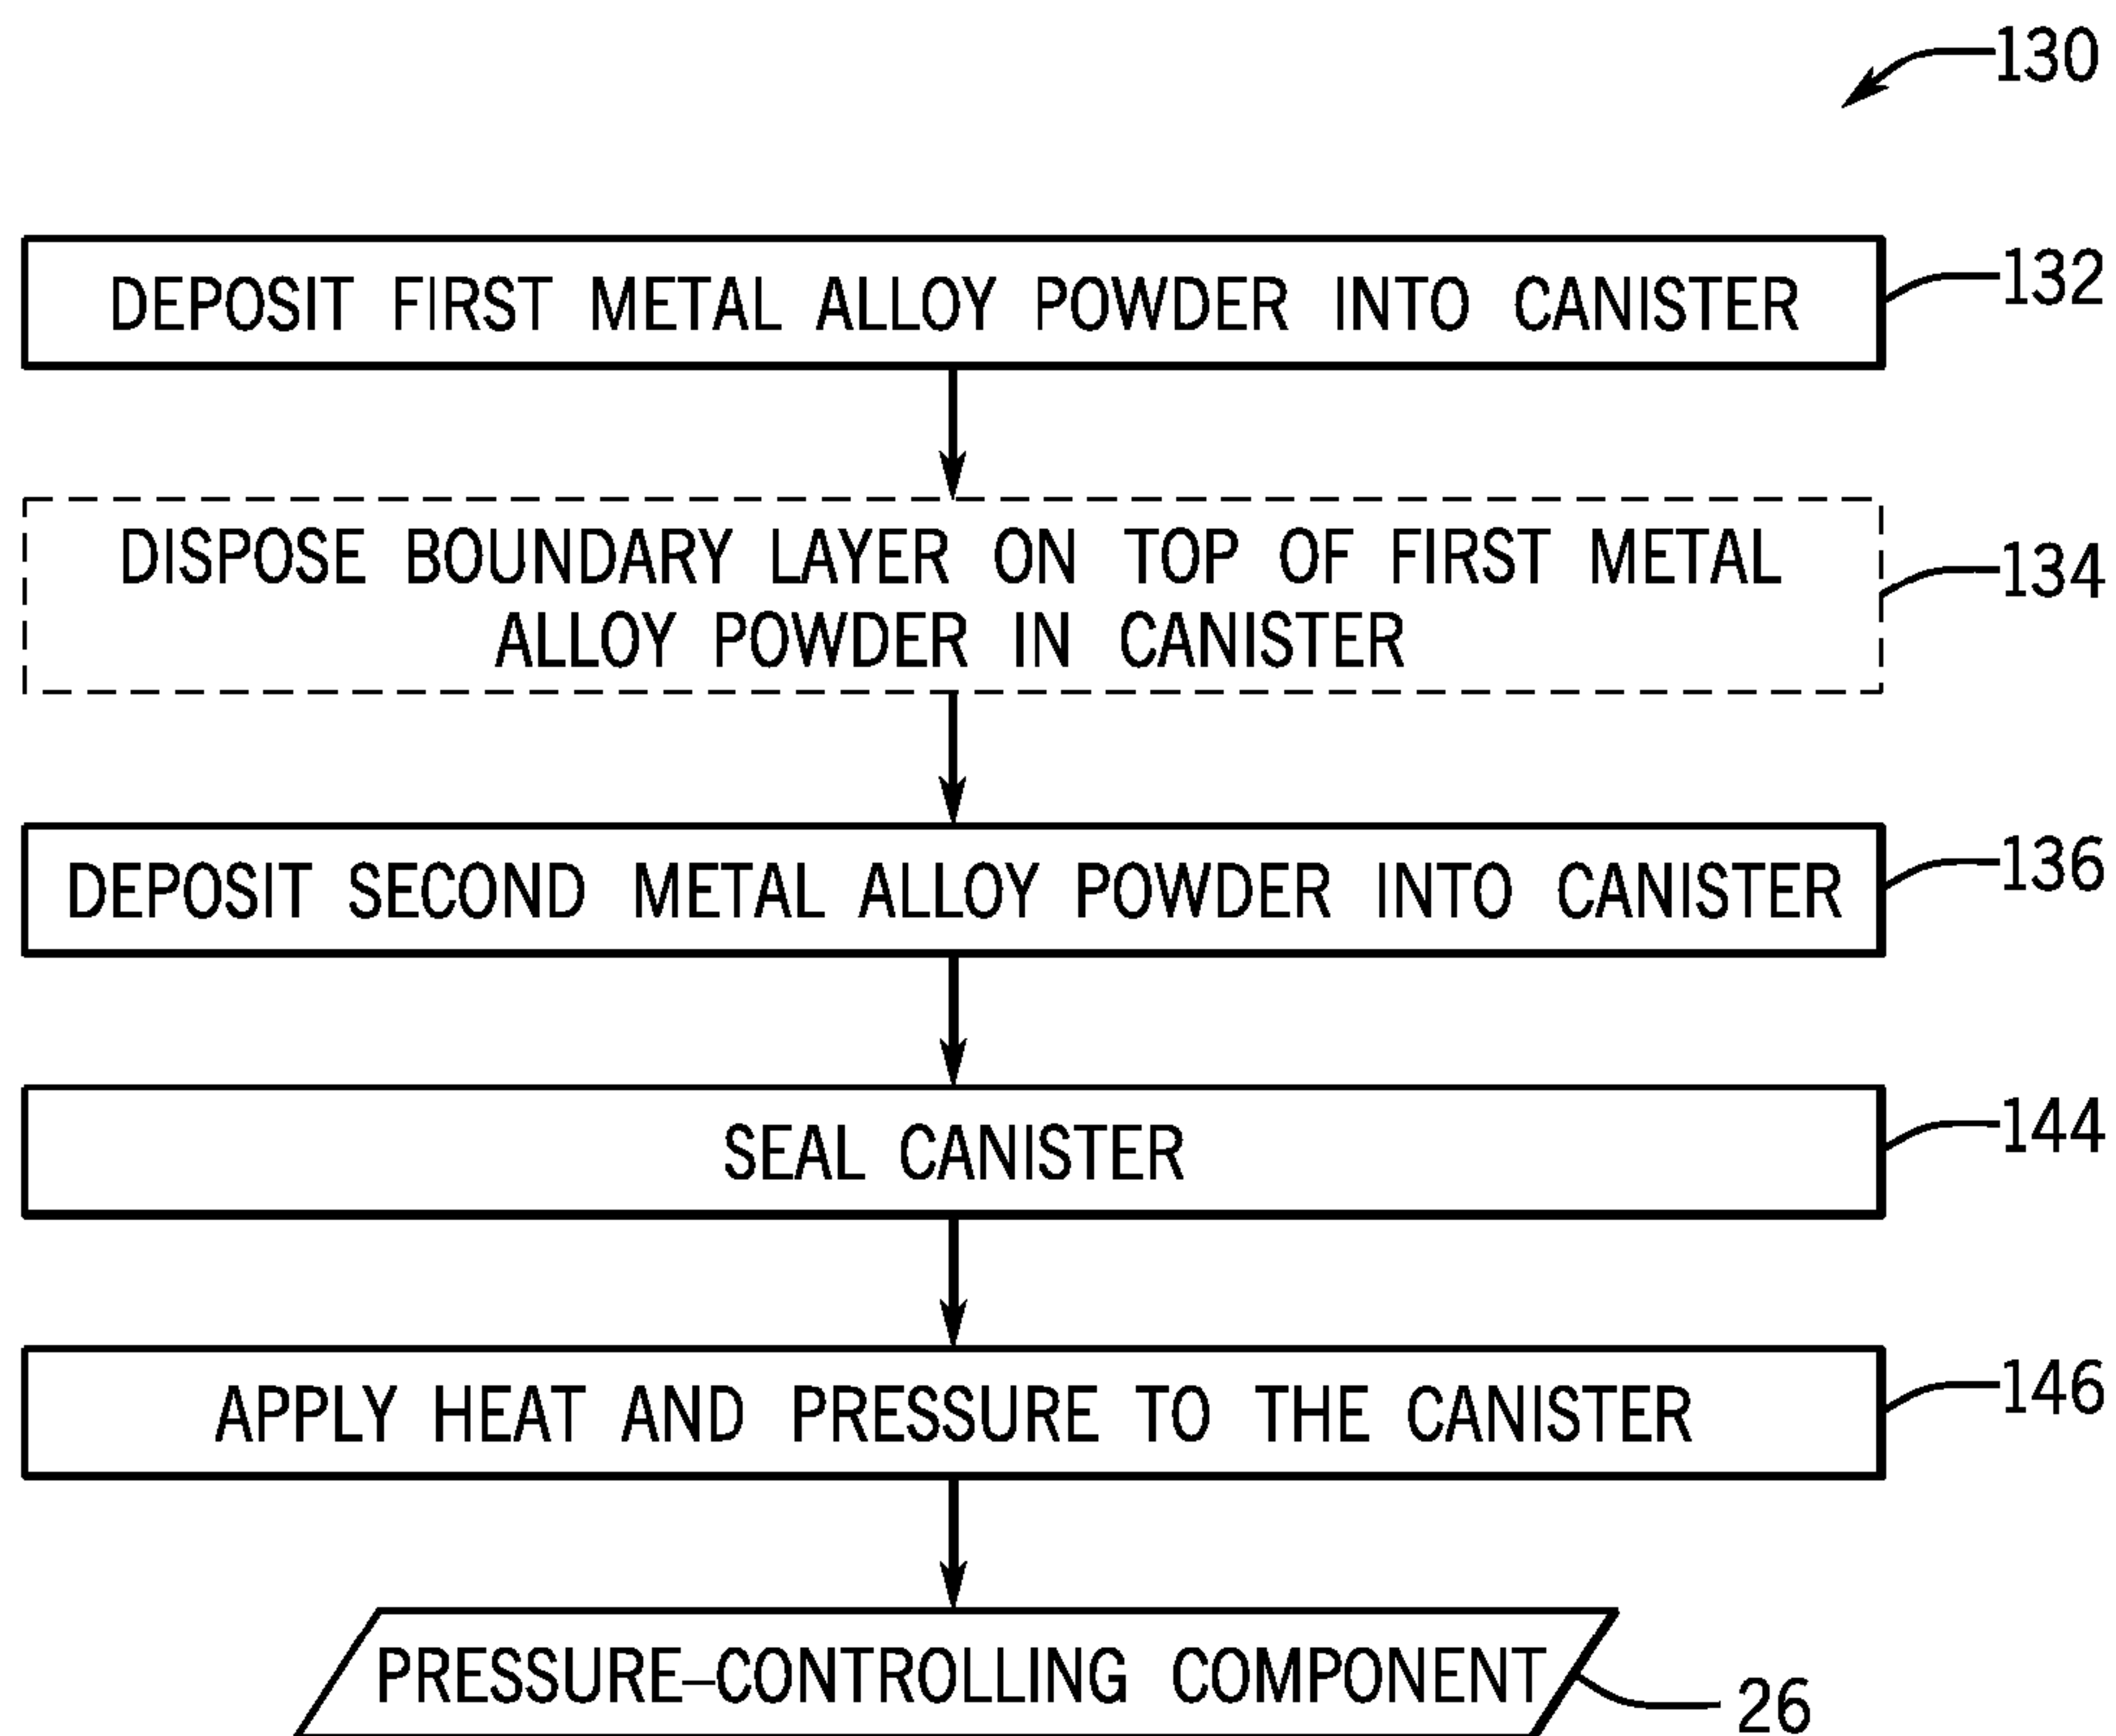 130
DEPOSIT FIRST METAL ALLOY POWDER INTO CANISTER
132
DISPOSE BOUNDARY LAYER ON TOP OF FIRST METAL
ALLOY POWDER IN CANISTER
134
DEPOSIT SECOND METAL ALLOY POWDER INTO CANISTER
136
SEAL CANISTER
144
APPLY HEAT AND PRESSURE TO THE CANISTER
146
PRESSURE–CONTROLLING COMPONENT
26